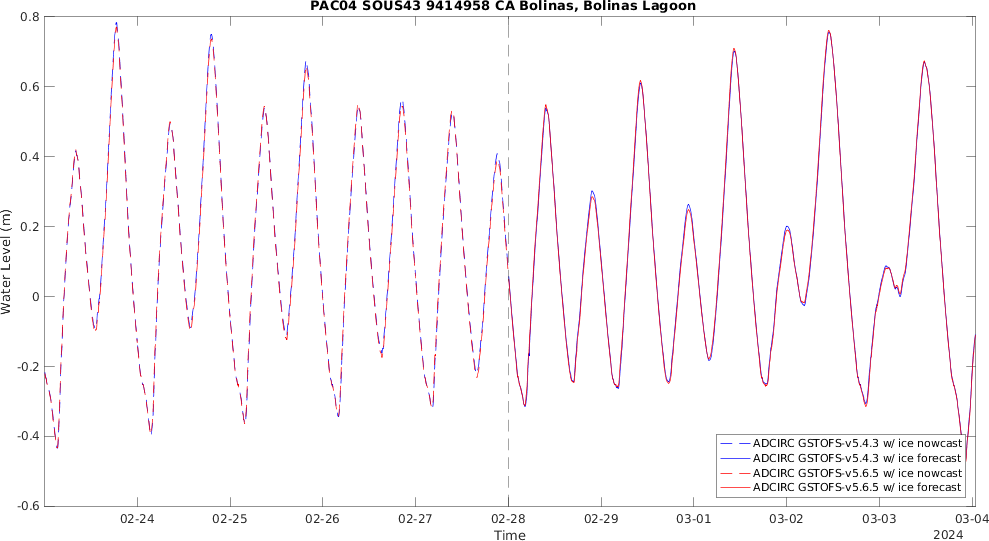 PAC04 SOUS43 9414958 CA Bolinas, Bolinas Lagoon
Water Level (m)
0.8
0.6
0.4
0.2
0
-0.2
-0.4
-0.6
ADCIRC GSTOFS-v5.4.3 w/ ice nowcast
ADCIRC GSTOFS-v5.4.3 w/ ice forecast
ADCIRC GSTOFS-v5.6.5 w/ ice nowcast
ADCIRC GSTOFS-v5.6.5 w/ ice forecast
02-24 02-25 02-26 02-27 02-28 02-29 03-01 03-02 03-03 03-04
Time
2024